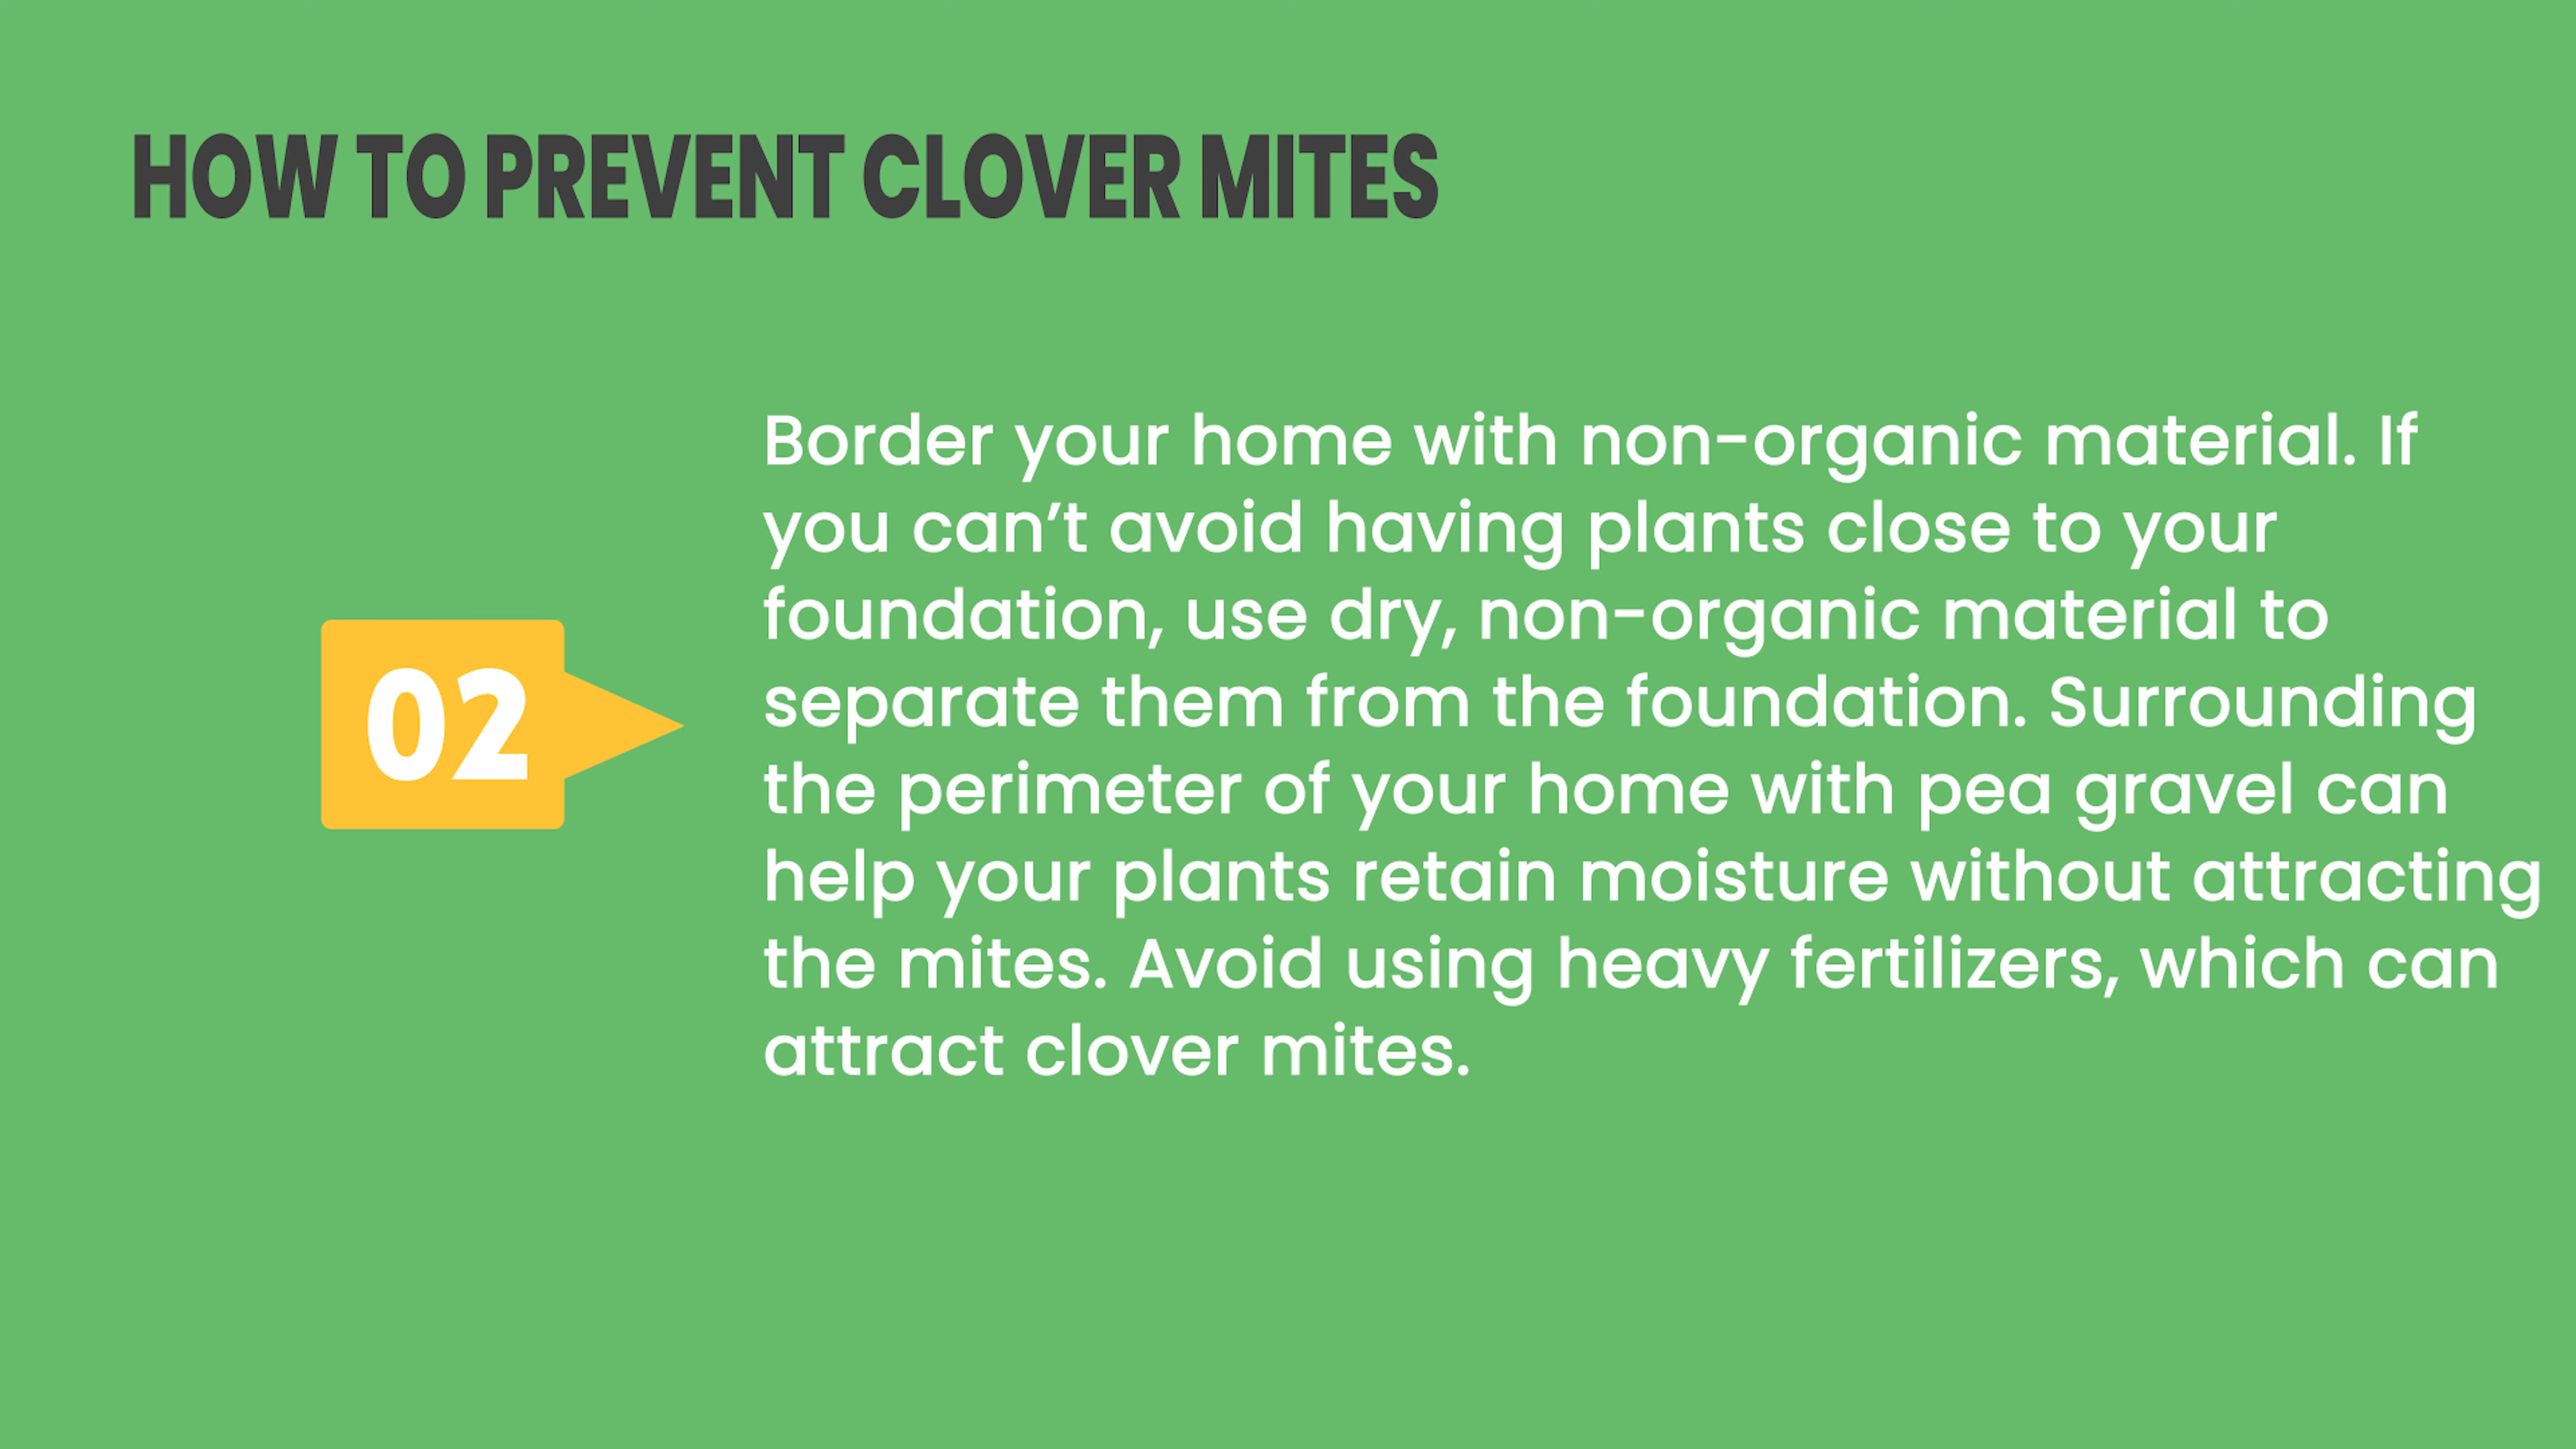 HOW TO PREVENT CLOVER MITES
02
Border your home with non-organic material. If
you can’t avoid having plants close to your
foundation, use dry, non-organic material to
separate them from the foundation. Surrounding
the perimeter of your home with pea gravel can
help your plants retain moisture without attracting
the mites. Avoid using heavy fertilizers, which can
attract clover mites.